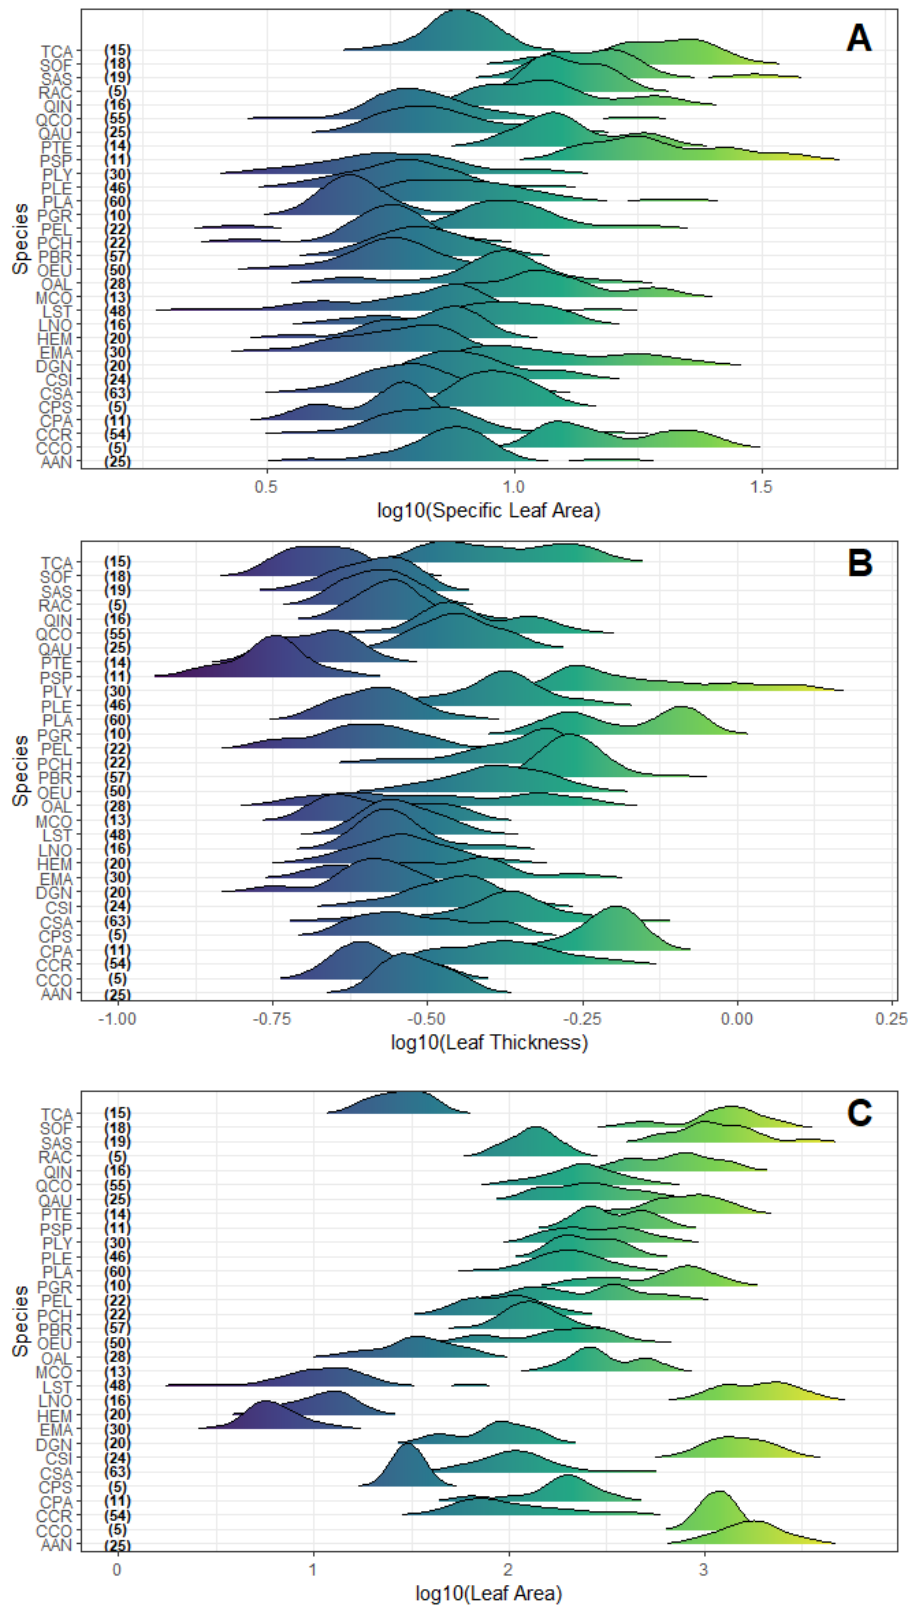 A
Species
TCA (15)
SOF (18)
SAS (19)
RAC (5)
QIN (16)
QCO (55)
QAU (25)
PTE (14)
PSP (11)
PLY (30)
PLE (46)
PLA (60)
PGR (10)
PEL (22)
PCH (22)
PBR (57)
OEU (50)
OAL (28)
MCO (13)
LST (48)
LNO (16)
HEM (20)
EMA (30)
DGN (20)
CSI (24)
CSA (63)
CPS (5)
CPA (11)
CCR (54)
CCO (5)
AAN (25)
0.5 1.0 1.5
log10(Specific Leaf Area)
B
Species
TCA (15)
SOF (18)
SAS (19)
RAC (5)
QIN (16)
QCO (55)
QAU (25)
PTE (14)
PSP (11)
PLY (30)
PLE (46)
PLA (60)
PGR (10)
PEL (22)
PCH (22)
PBR (57)
OEU (50)
OAL (28)
MCO (13)
LST (48)
LNO (16)
HEM (20)
EMA (30)
DGN (20)
CSI (24)
CSA (63)
CPS (5)
CPA (11)
CCR (54)
CCO (5)
AAN (25)
-1.00 -0.75 -0.50 -0.25 0.00 0.25
log10(Leaf Thickness)
C
Species
TCA (15)
SOF (18)
SAS (19)
RAC (5)
QIN (16)
QCO (55)
QAU (25)
PTE (14)
PSP (11)
PLY (30)
PLE (46)
PLA (60)
PGR (10)
PEL (22)
PCH (22)
PBR (57)
OEU (50)
OAL (28)
MCO (13)
LST (48)
LNO (16)
HEM (20)
EMA (30)
DGN (20)
CSI (24)
CSA (63)
CPS (5)
CPA (11)
CCR (54)
CCO (5)
AAN (25)
0 1 2 3
log10(Leaf Area)